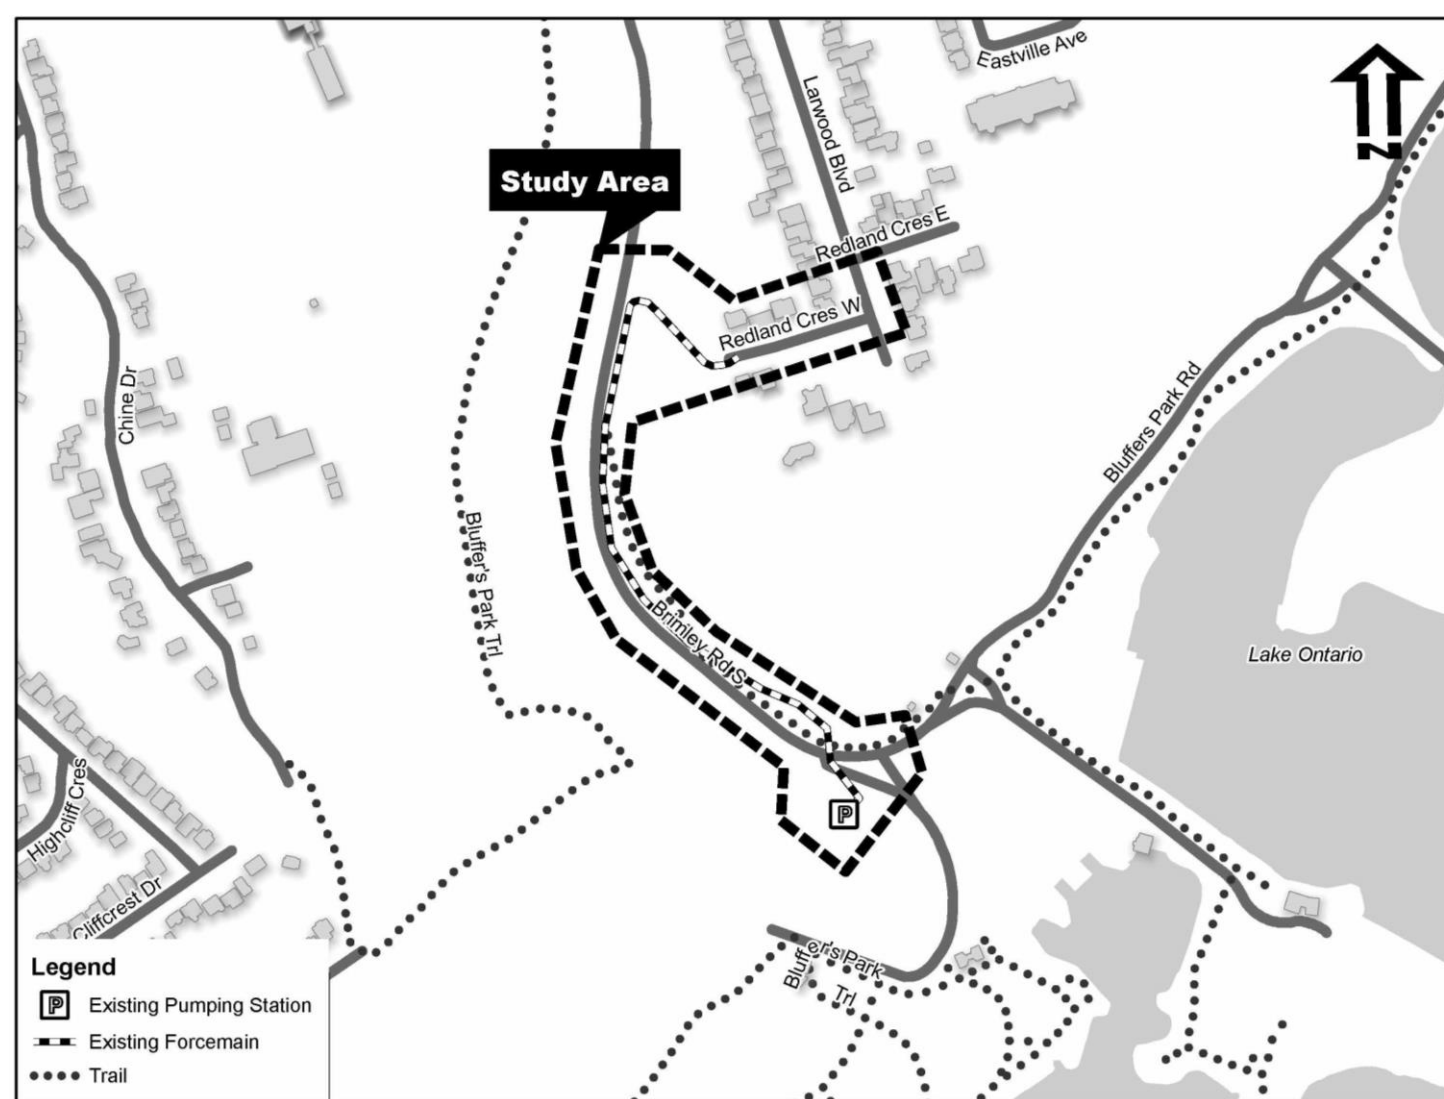 Eastville Ave
Larwood Blvd
N
Study Area
Redland Cres E
Redland Cres W
Chine Dr
Bluffers Park Rd
Bluffer's Park Trl
Brimley Rd S
Lake Ontario
Highcliff Cres
P
Cliffcrest Dr
Bluffer's Park
Trl
Legend
P Existing Pumping Station
Existing Forcemain
Trail